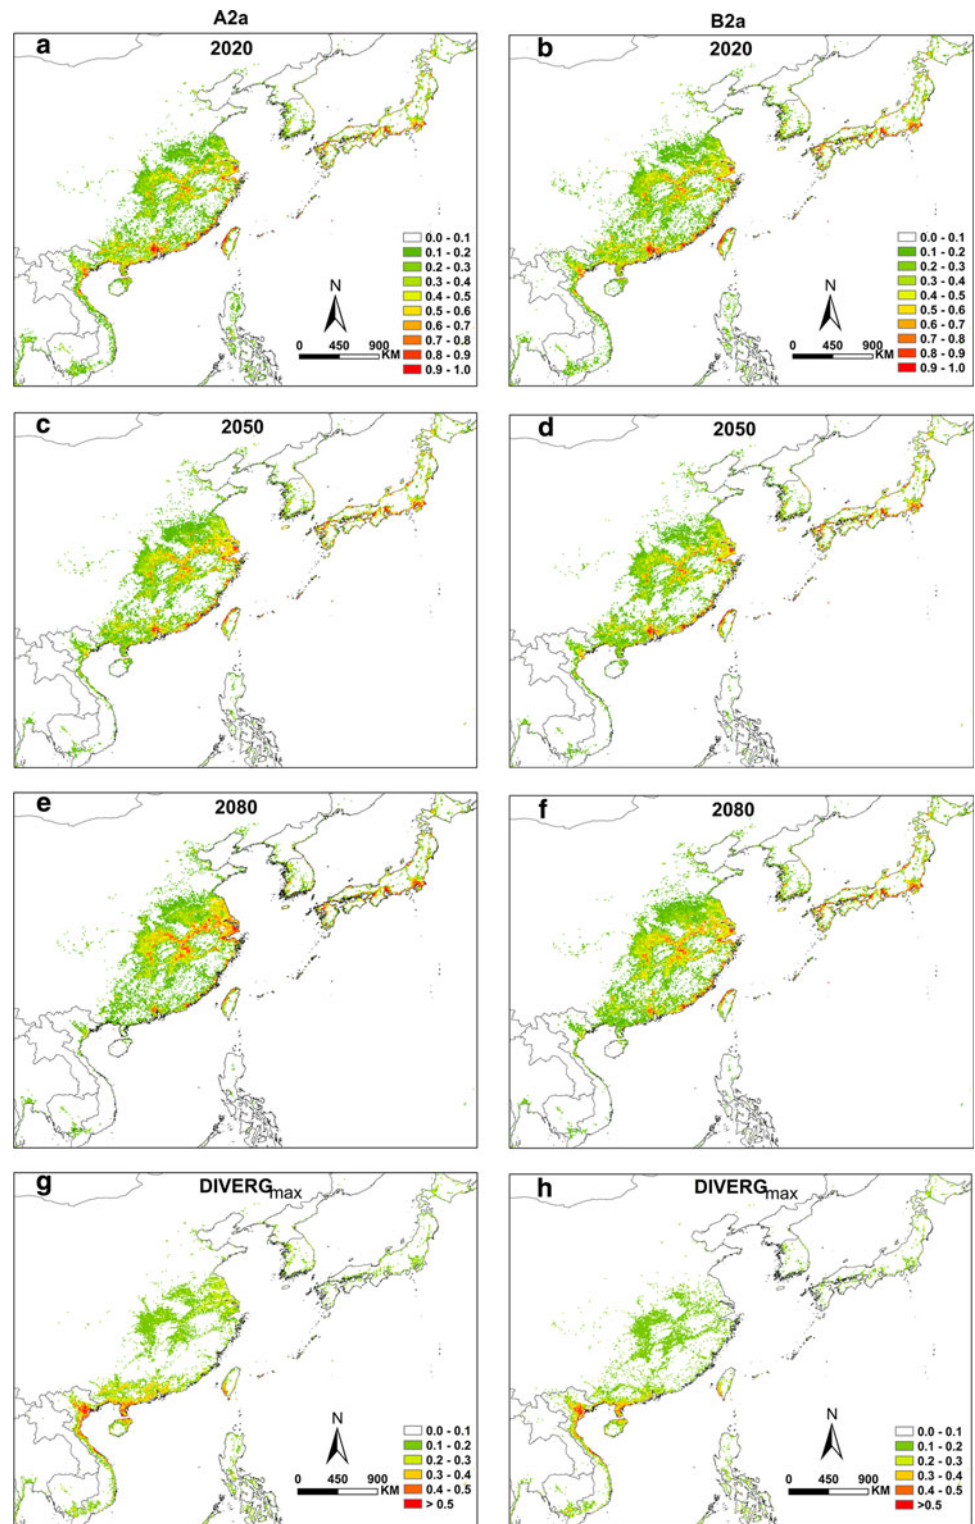 A2a
B2a
a
2020
0.0 - 0.1
0.1 - 0.2
0.2 - 0.3
0.3 - 0.4
0.4 - 0.5
0.5 - 0.6
0.6 - 0.7
0.7 - 0.8
0.8 - 0.9
0.9 - 1.0
N
0 450 900
KM
b
2020
0.0 - 0.1
0.1 - 0.2
0.2 - 0.3
0.3 - 0.4
0.4 - 0.5
0.5 - 0.6
0.6 - 0.7
0.7 - 0.8
0.8 - 0.9
0.9 - 1.0
N
0 450 900
KM
c
2050
d
2050
e
2080
f
2080
g
DIVERGmax
0.0 - 0.1
0.1 - 0.2
0.2 - 0.3
0.3 - 0.4
0.4 - 0.5
> 0.5
N
0 450 900
KM
h
DIVERGmax
0.0 - 0.1
0.1 - 0.2
0.2 - 0.3
0.3 - 0.4
0.4 - 0.5
>0.5
N
0 450 900
KM